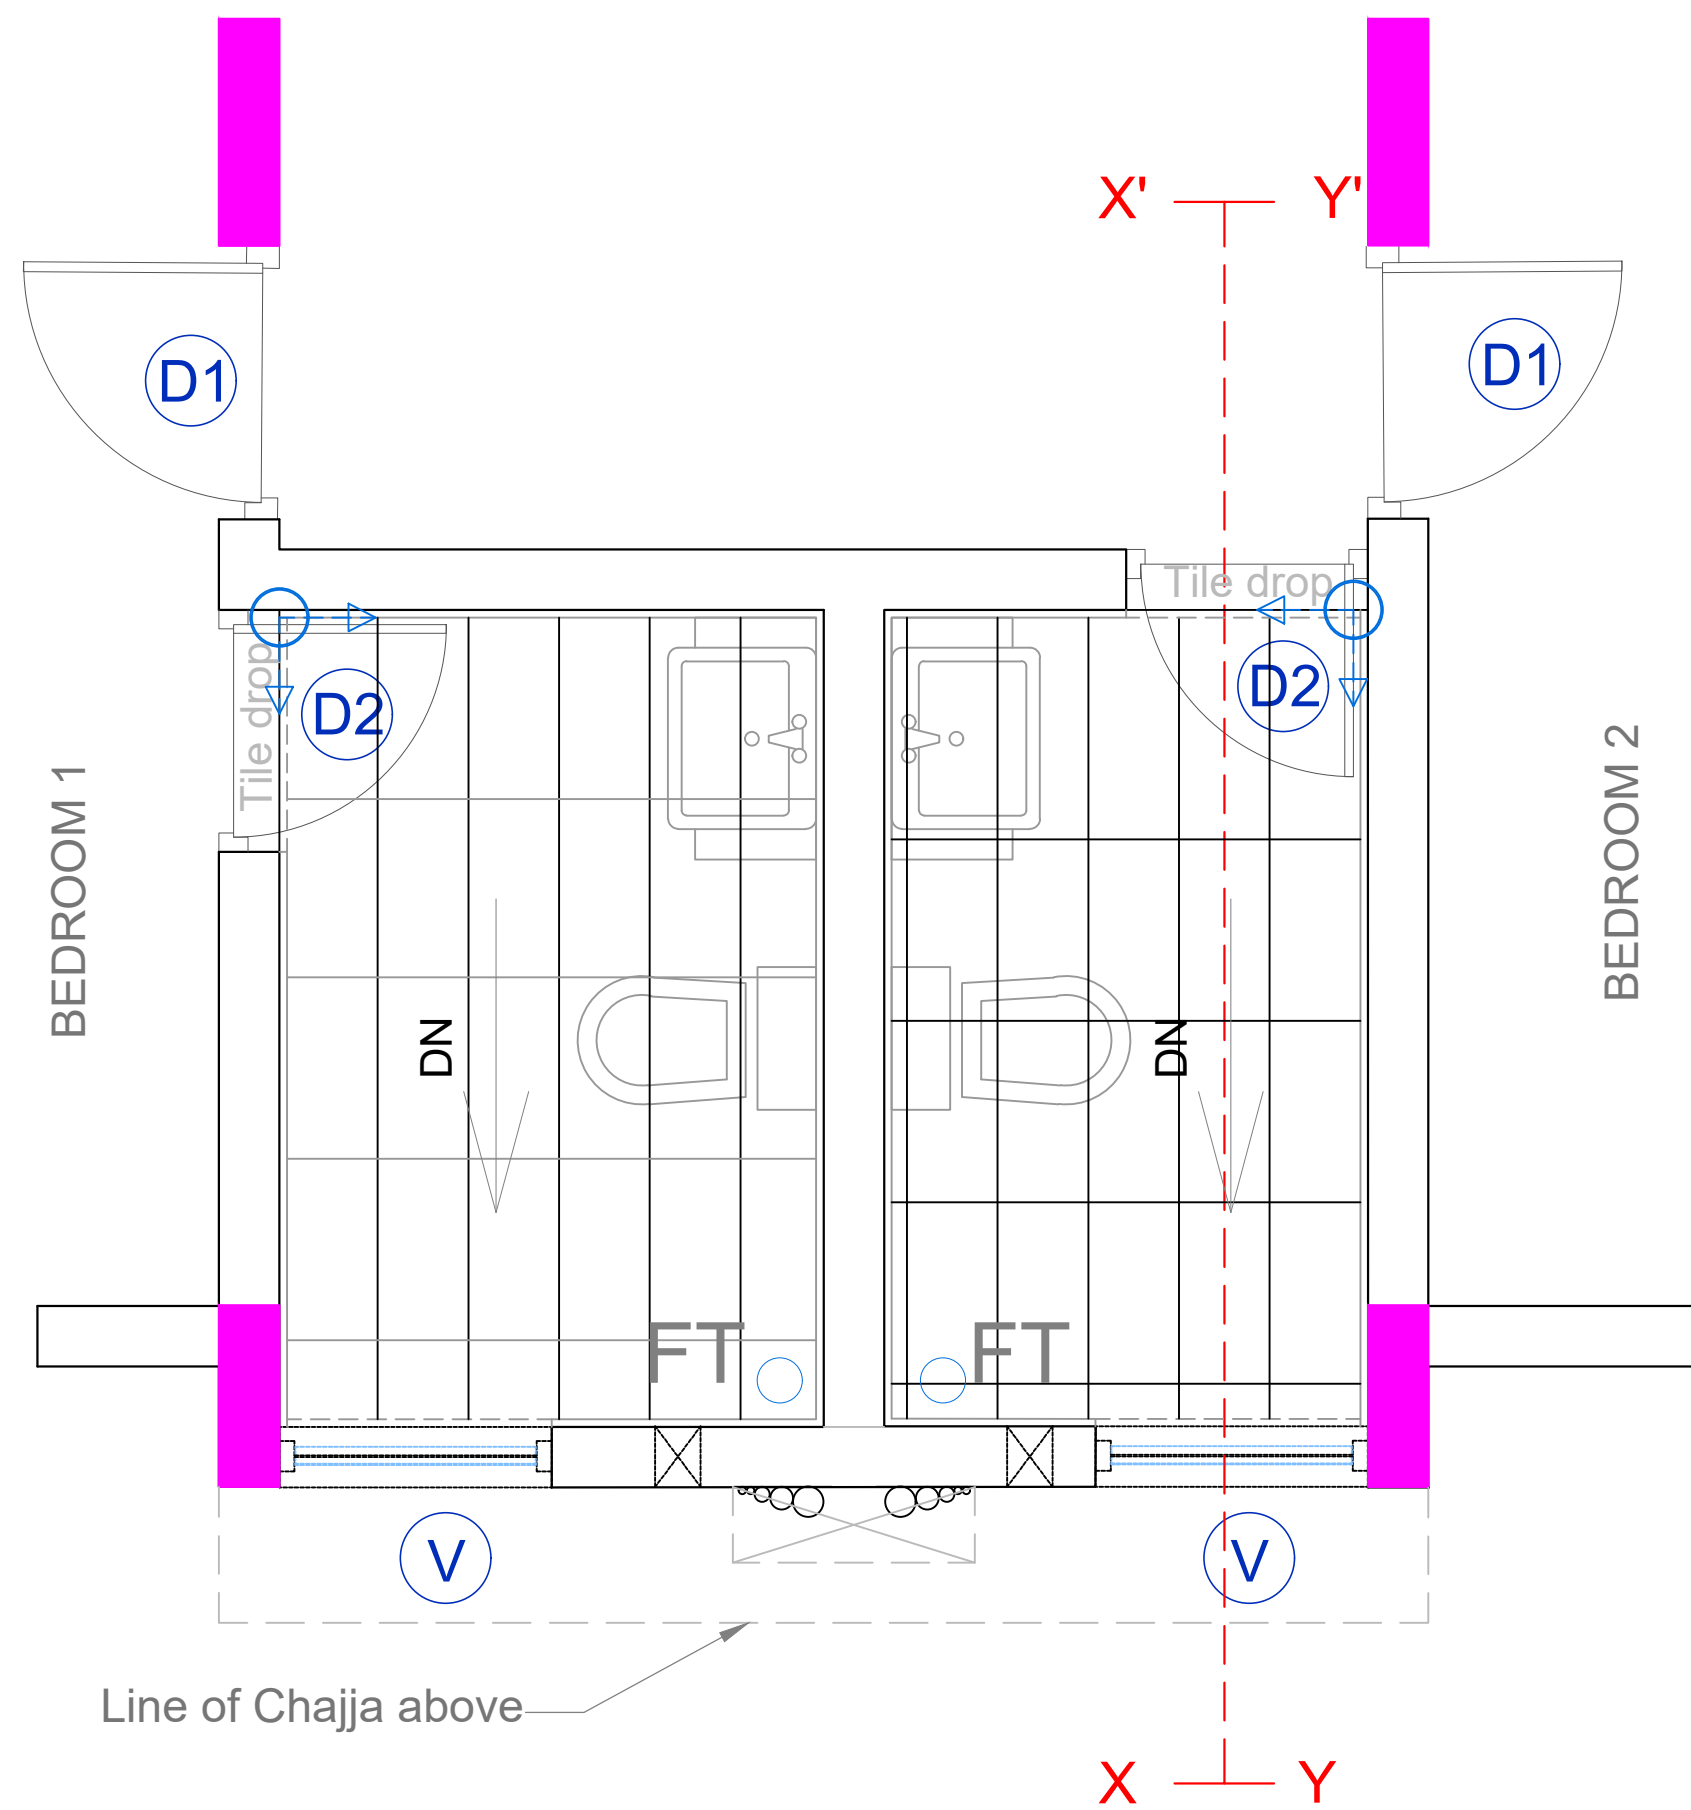 X'
Y'
D1
D1
Tile drop
Tile drop
D2
D2
BEDROOM 1
BEDROOM 2
DN
DN
FT
FT
V
V
Line of Chajja above
X
Y